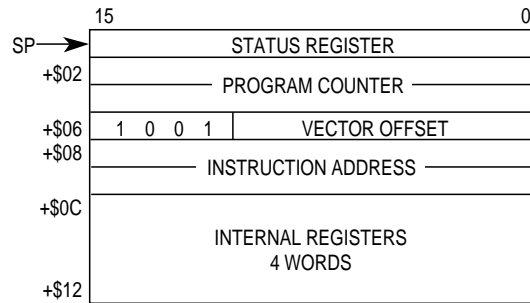 15 0
SP STATUS REGISTER
+$02 PROGRAM COUNTER
+$06 1 0 0 1 VECTOR OFFSET
+$08 INSTRUCTION ADDRESS
+$0C
INTERNAL REGISTERS
4 WORDS
+$12